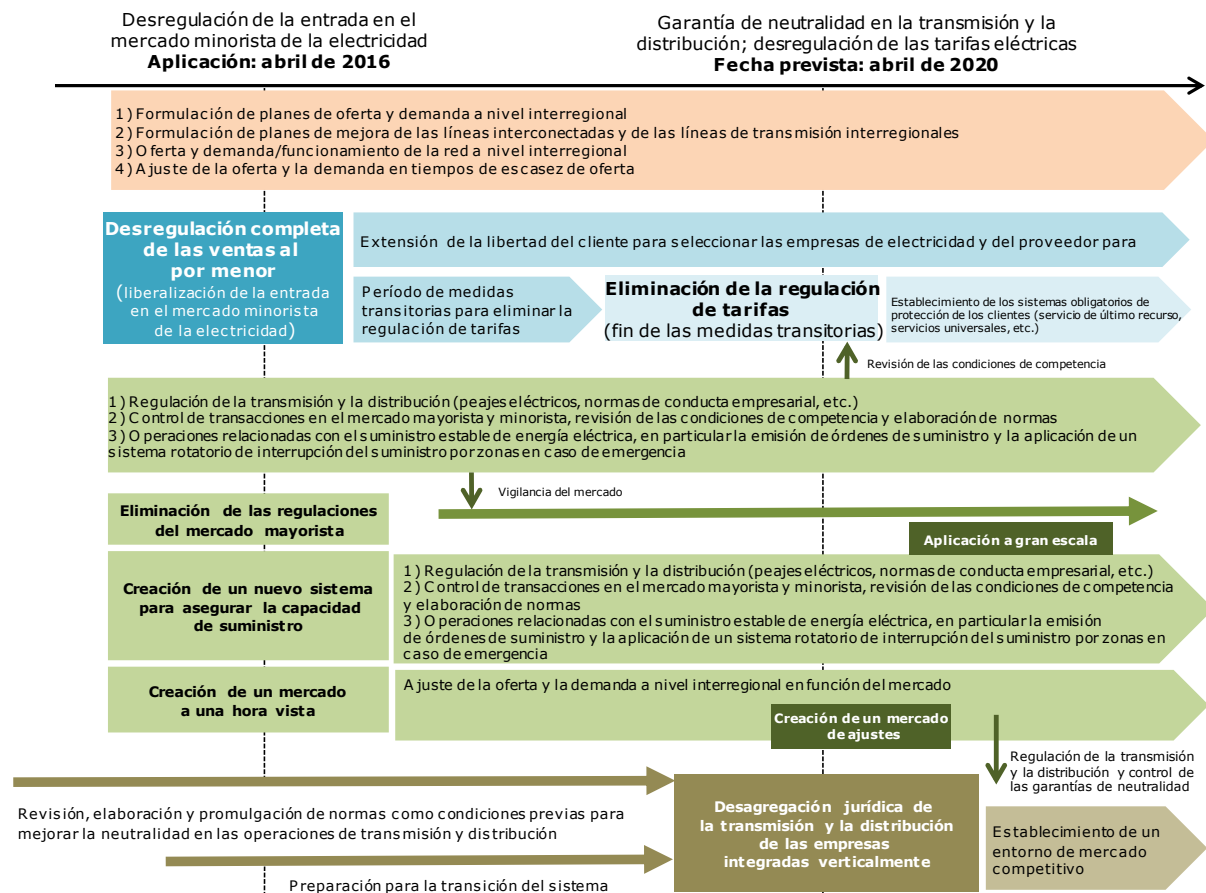 Desregulación de la entrada en el
mercado minorista de la electricidad
Aplicación: abril de 2016
Garantía de neutralidad en la transmisión y la
distribución; desregulación de las tarifas eléctricas
Fecha prevista: abril de 2020
1) Formulación de planes de oferta y demanda a nivel interregional
2) Formulación de planes de mejora de las líneas interconectadas y de las líneas de transmisión interregionales
3) Oferta y demanda/funcionamiento de la red a nivel interregional
4) Ajuste de la oferta y la demanda en tiempos de escasez de oferta
Desregulación completa
de las ventas al
por menor
(liberalización de la entrada
en el mercado minorista
de la electricidad)
Extensión de la libertad del cliente para seleccionar las empresas de electricidad y del proveedor para
Período de medidas
transitorias para eliminar la
regulación de tarifas
Eliminación de la regulación
de tarifas
(fin de las medidas transitorias)
Establecimiento de los sistemas obligatorios de
protección de los clientes (servicio de último recurso,
servicios universales, etc.)
Revisión de las condiciones de competencia
1) Regulación de la transmisión y la distribución (peajes eléctricos, normas de conducta empresarial, etc.)
2) Control de transacciones en el mercado mayorista y minorista, revisión de las condiciones de competencia y elaboración de normas
3) Operaciones relacionadas con el suministro estable de energía eléctrica, en particular la emisión de órdenes de suministro y la aplicación de un
sistema rotatorio de interrupción del suministro por zonas en caso de emergencia
Vigilancia del mercado
Eliminación de las regulaciones
del mercado mayorista
Aplicación a gran escala
Creación de un nuevo sistema
para asegurar la capacidad
de suministro
1) Regulación de la transmisión y la distribución (peajes eléctricos, normas de conducta empresarial, etc.)
2) Control de transacciones en el mercado mayorista y minorista, revisión de las condiciones de competencia
y elaboración de normas
3) Operaciones relacionadas con el suministro estable de energía eléctrica, en particular la emisión
de órdenes de suministro y la aplicación de un sistema rotatorio de interrupción del suministro por zonas en
caso de emergencia
Creación de un mercado
a una hora vista
Ajuste de la oferta y la demanda a nivel interregional en función del mercado
Creación de un mercado
de ajustes
Regulación de la transmisión
y la distribución y control de
las garantías de neutralidad
Revisión, elaboración y promulgación de normas como condiciones previas para
mejorar la neutralidad en las operaciones de transmisión y distribución
Desagregación jurídica de
la transmisión y la distribución
de las empresas
integradas verticalmente
Establecimiento de un
entorno de mercado
competitivo
Preparación para la transición del sistema